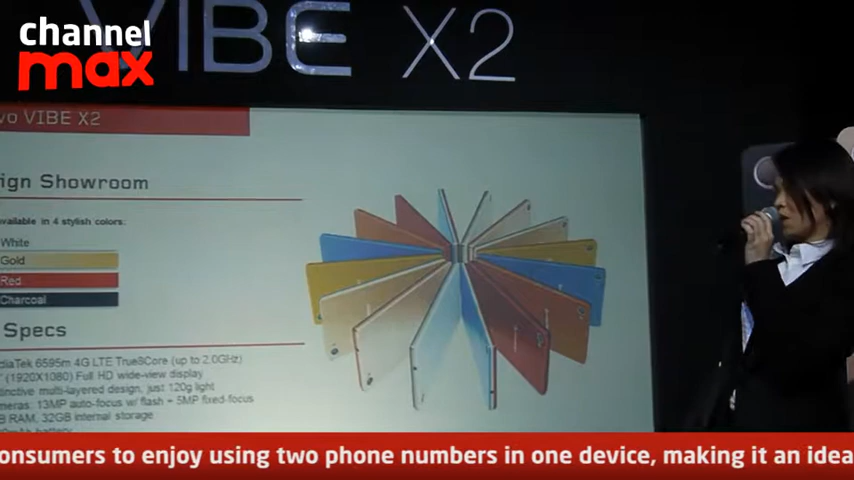 channel
max
VIBE X2
vo VIBE X2
ign Showroom
vailable in 4 stylish colors:
White
Gold
Red
Charcoal
Specs
diaTek 6595m 4G LTE True8Core (up to 2.0GHz)
" (1920X1080) Full HD wide-view display
tinctive multi-layered design, just 120g light
meras: 13MP auto-focus w/ flash + 5MP fixed-focus
B RAM, 32GB internal storage
battery
onsumers to enjoy using two phone numbers in one device, making it an idea